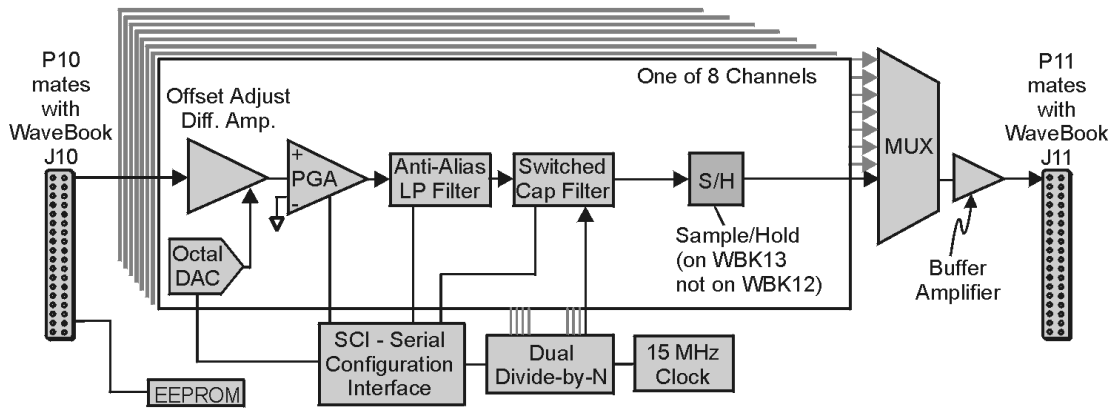 P10
mates
with
WaveBook
J10
Offset Adjust
Diff. Amp.
One of 8 Channels
+
PGA
-
Anti-Alias
LP Filter
Switched
Cap Filter
S/H
Sample/Hold
(on WBK13
not on WBK12)
Octal
DAC
MUX
Buffer
Amplifier
P11
mates
with
WaveBook
J11
SCI - Serial
Configuration
Interface
Dual
Divide-by-N
15 MHz
Clock
EEPROM